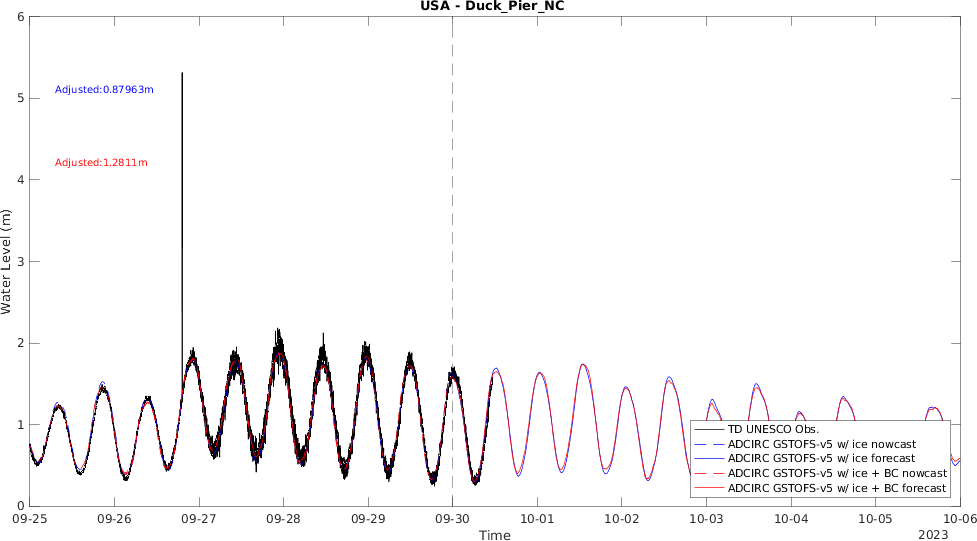 USA - Duck_Pier_NC
6
5
4
3
2
1
0
Water Level (m)
Adjusted:0.87963m
Adjusted:1.2811m
TD UNESCO Obs.
ADCIRC GSTOFS-v5 w/ ice nowcast
ADCIRC GSTOFS-v5 w/ ice forecast
ADCIRC GSTOFS-v5 w/ ice + BC nowcast
ADCIRC GSTOFS-v5 w/ ice + BC forecast
09-25 09-26 09-27 09-28 09-29 09-30 10-01 10-02 10-03 10-04 10-05 10-06
Time
2023